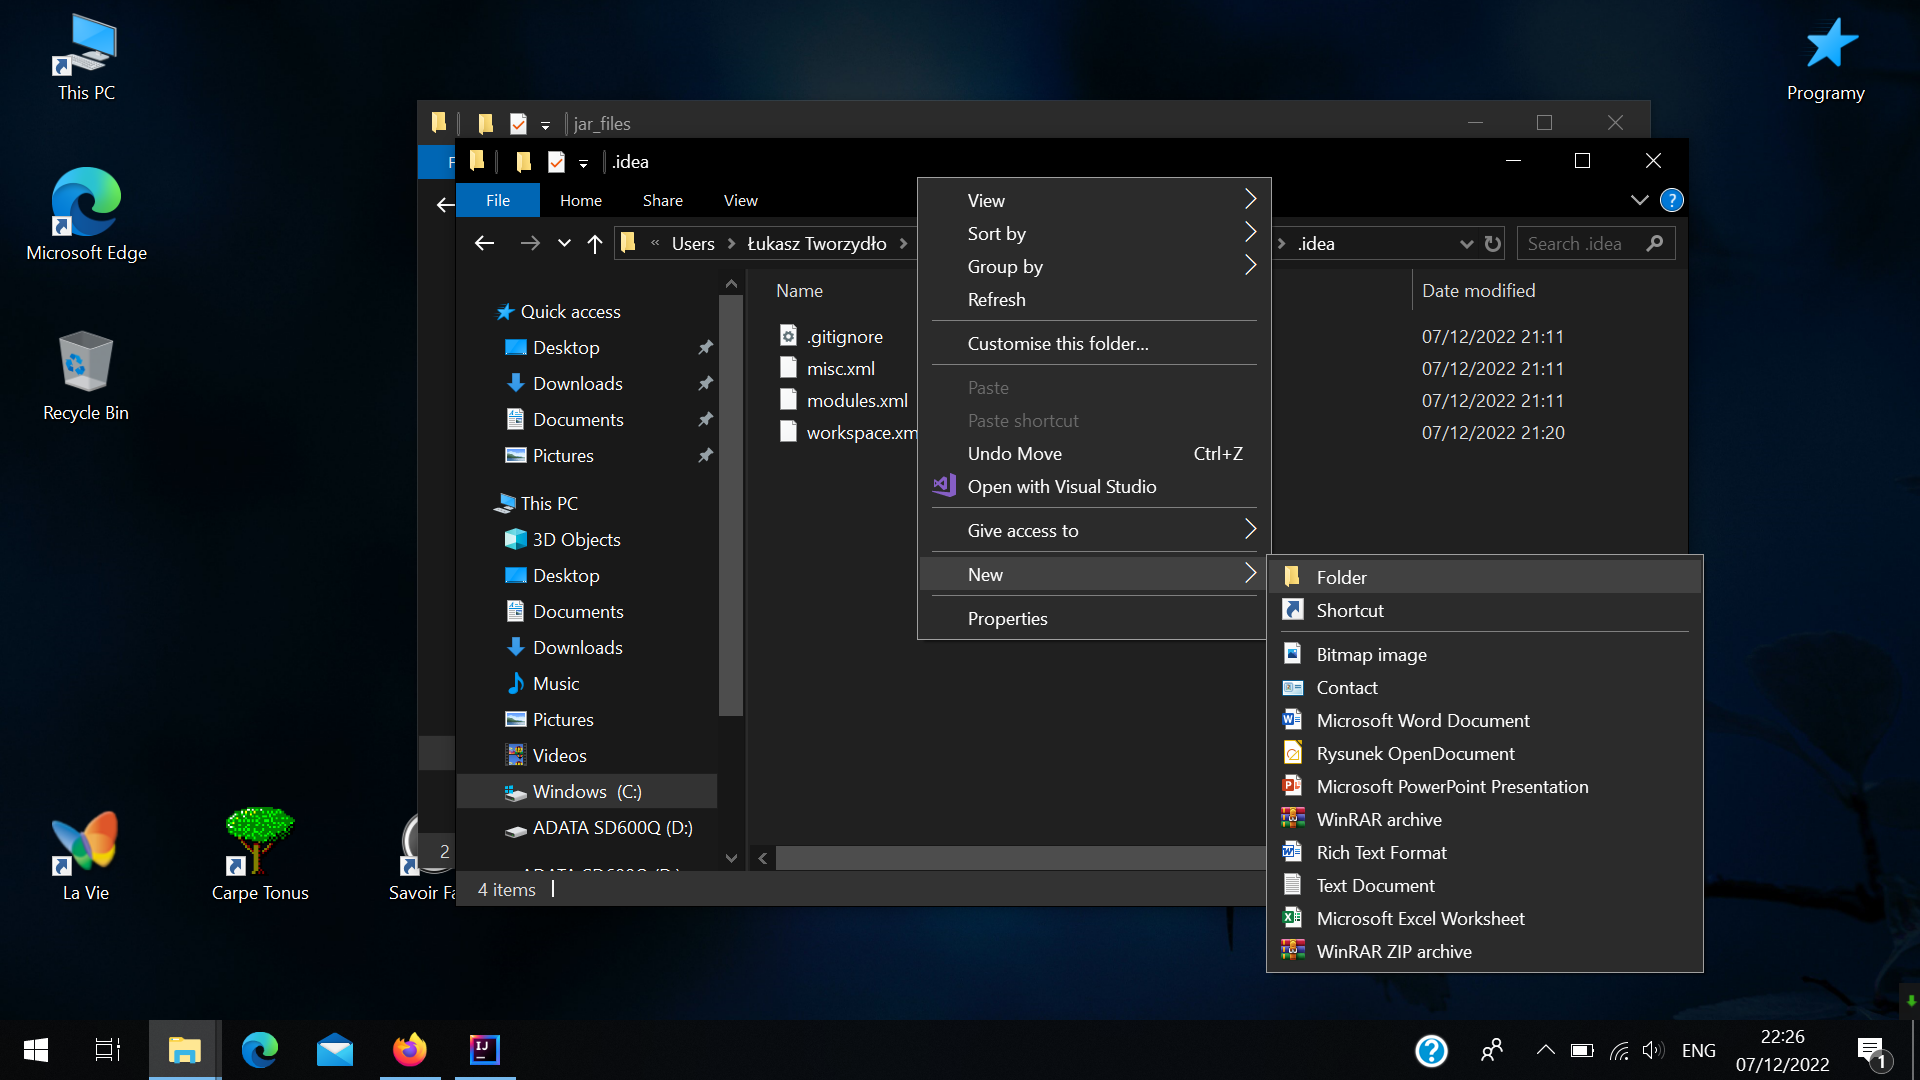 This PC
Microsoft Edge
Recycle Bin
La Vie
Carpe Tonus
Savoir Fa
Programy
jar_files
F
2
.idea
File Home Share View
« Users Łukasz Tworzydło .idea
Search .idea
Quick access
Desktop
Downloads
Documents
Pictures
This PC
3D Objects
Desktop
Documents
Downloads
Music
Pictures
Videos
Windows (C:)
ADATA SD600Q (D:)
ADATA SD600Q (D:)
Name Date modified
.gitignore 07/12/2022 21:11
misc.xml 07/12/2022 21:11
modules.xml 07/12/2022 21:11
workspace.xm 07/12/2022 21:20
4 items
View
Sort by
Group by
Refresh
Customise this folder...
Paste
Paste shortcut
Undo Move Ctrl+Z
Open with Visual Studio
Give access to
New
Properties
Folder
Shortcut
Bitmap image
Contact
Microsoft Word Document
Rysunek OpenDocument
Microsoft PowerPoint Presentation
WinRAR archive
Rich Text Format
Text Document
Microsoft Excel Worksheet
WinRAR ZIP archive
IJ
ENG
22:26
07/12/2022
1